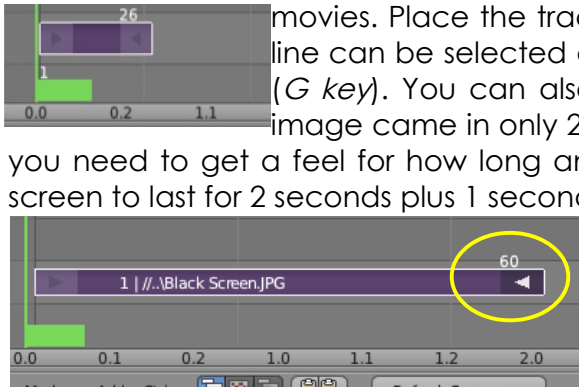 26
movies. Place the trac
line can be selected
1
(G key). You can also
0.0 0.2 1.1
image came in only 2
you need to get a feel for how long an
screen to last for 2 seconds plus 1 second
60
1 | //..\Black Screen.JPG
0.0 0.1 0.2 1.0 1.1 1.2 2.0